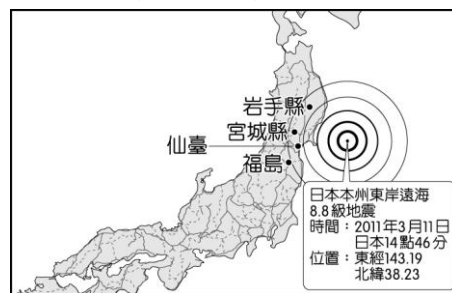 岩手縣
宮城縣
仙臺
福島
日本本州東岸遠海
8.8級地震
時間：2011年3月11日
日本14點46分
位置：東經143.19
北緯38.23